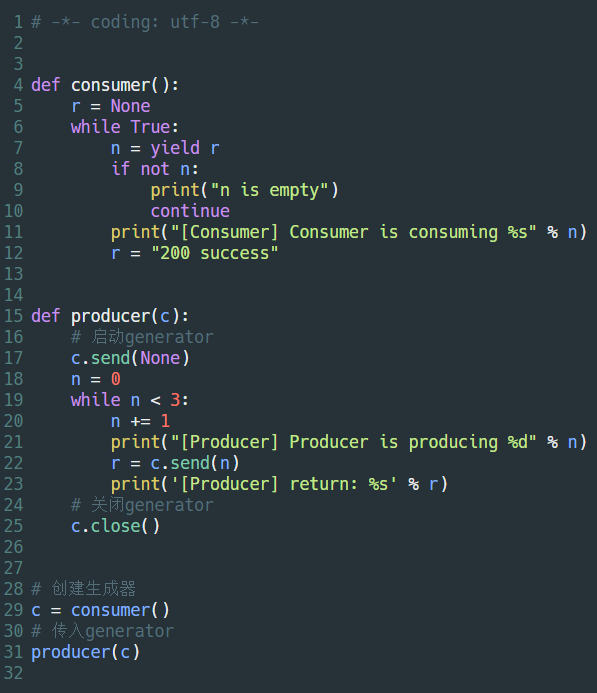 1 # -*- coding: utf-8 -*-
2
3
4 def consumer():
5     r = None
6     while True:
7         n = yield r
8         if not n:
9             print("n is empty")
10             continue
11         print("[Consumer] Consumer is consuming %s" % n)
12         r = "200 success"
13
14
15 def producer(c):
16     # 启动generator
17     c.send(None)
18     n = 0
19     while n < 3:
20         n += 1
21         print("[Producer] Producer is producing %d" % n)
22         r = c.send(n)
23         print('[Producer] return: %s' % r)
24     # 关闭generator
25     c.close()
26
27
28 # 创建生成器
29 c = consumer()
30 # 传入generator
31 producer(c)
32